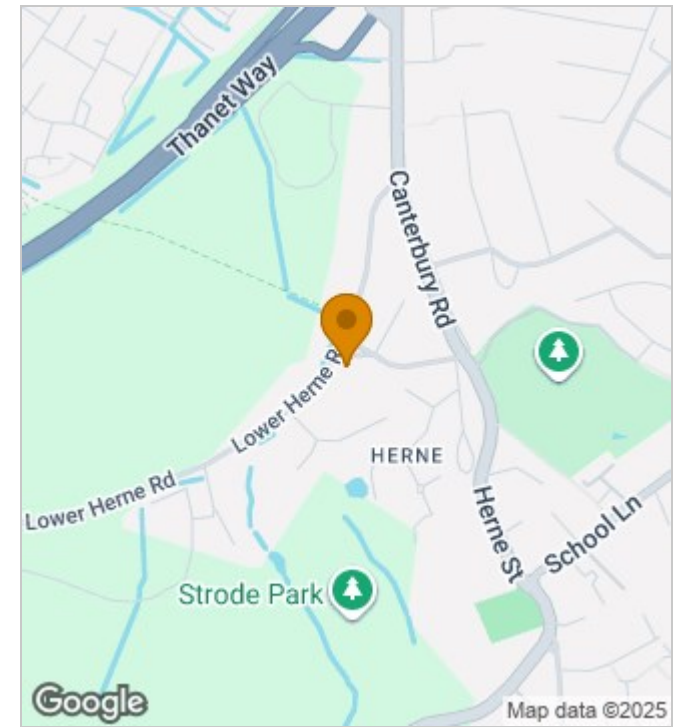 Thanet Way
Canterbury Rd
Lower Herne R
HERNE
Lower Herne Rd
Herne St
School Ln
Strode Park
Google
Map data ©2025